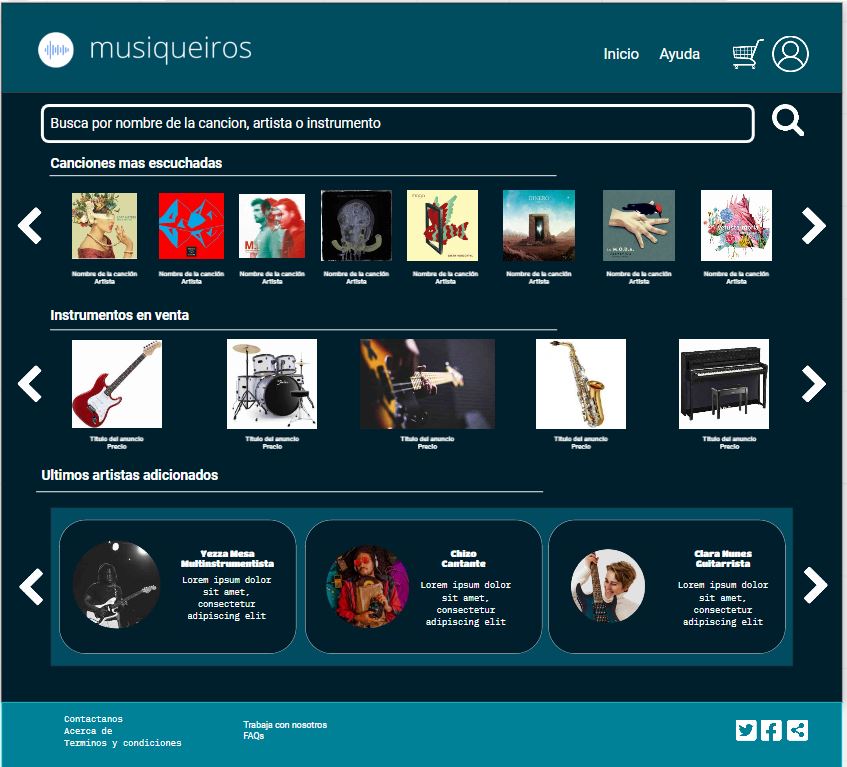 musiqueiros
Inicio Ayuda
Busca por nombre de la cancion, artista o instrumento
Canciones mas escuchadas
DINERO
Nombre de la canción Nombre de la canción Nombre de la canción Nombre de la canción Nombre de la canción Nombre de la canción Nombre de la canción Nombre de la canción
Artista Artista Artista Artista Artista Artista Artista Artista
Instrumentos en venta
Título del anuncio Título del anuncio Título del anuncio Título del anuncio Título del anuncio
Precio Precio Precio Precio Precio
Ultimos artistas adicionados
Yezza Mesa
Multinstrumentista
Lorem ipsum dolor
sit amet,
consectetur
adipiscing elit
Chizo
Cantante
Lorem ipsum dolor
sit amet,
consectetur
adipiscing elit
Clara Nunes
Guitarrista
Lorem ipsum dolor
sit amet,
consectetur
adipiscing elit
Contactanos
Acerca de
Terminos y condiciones
Trabaja con nosotros
FAQs